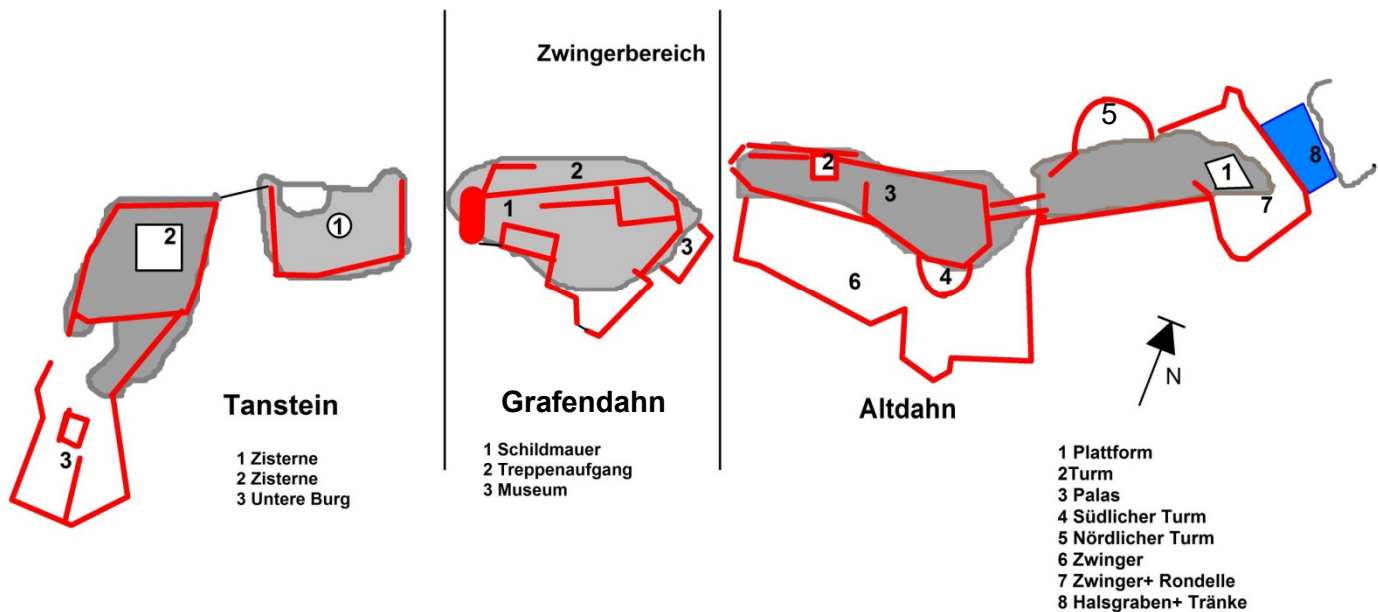 Zwingerbereich
5
1
8
2
2
2
3
7
1
1
3
4
6
N
3
Tanstein
1 Zisterne
2 Zisterne
3 Untere Burg
Grafendahn
1 Schildmauer
2 Treppenaufgang
3 Museum
Altdahn
1 Plattform
2Turm
3 Palas
4 Südlicher Turm
5 Nördlicher Turm
6 Zwinger
7 Zwinger+ Rondelle
8 Halsgraben+ Tränke